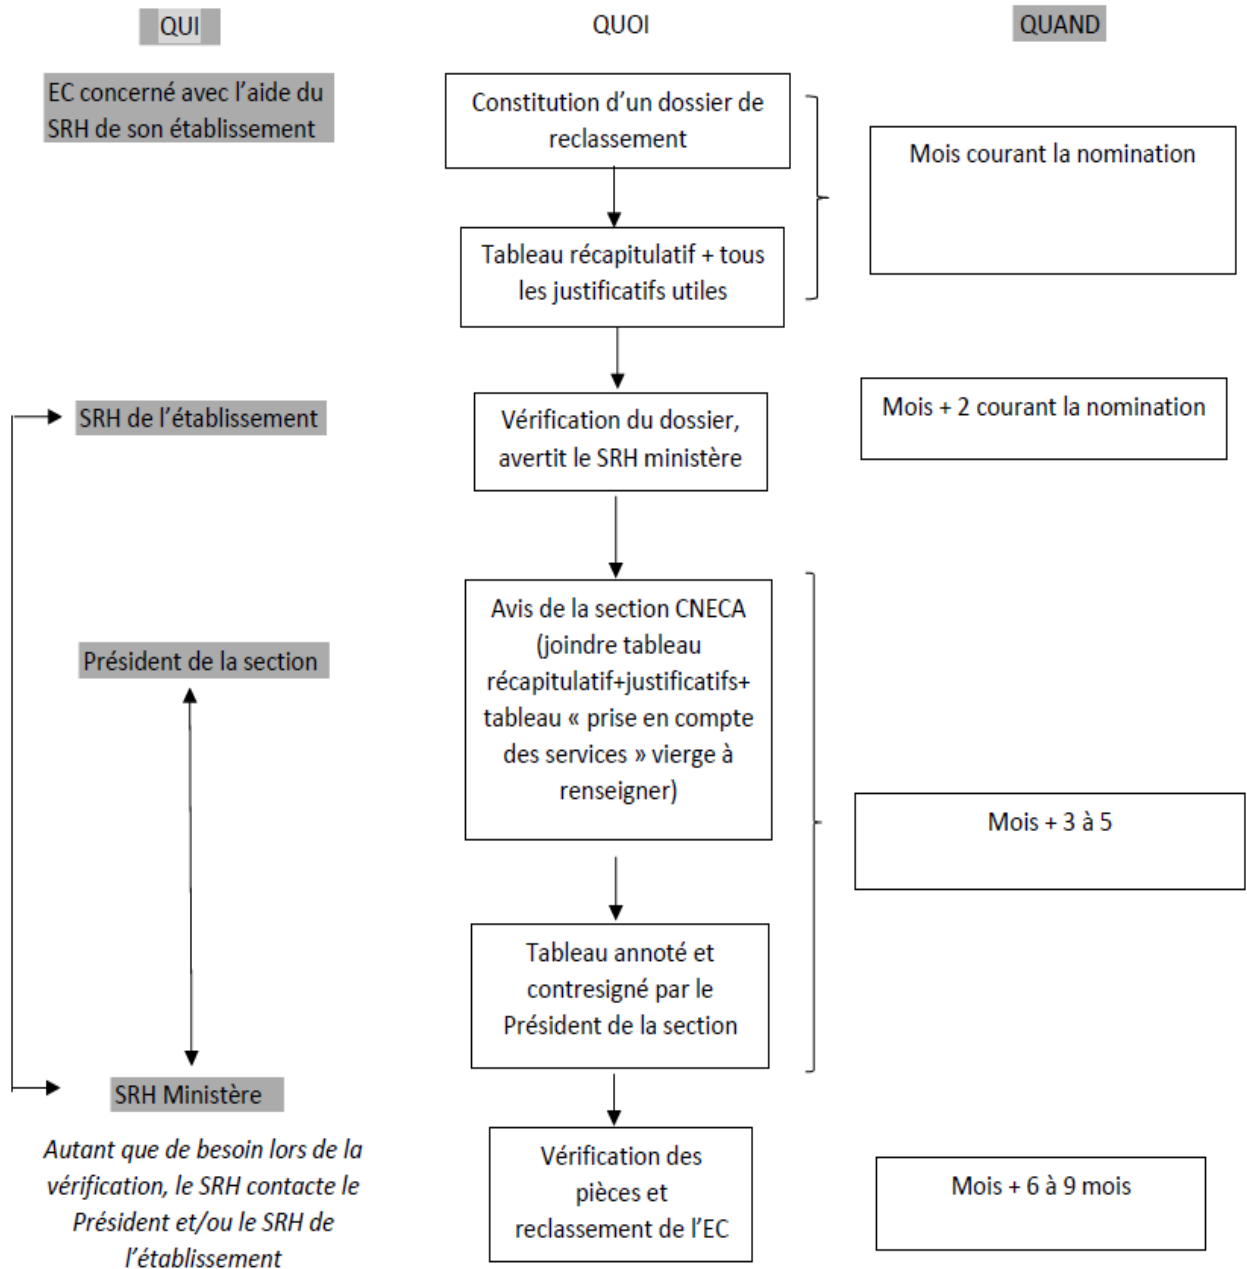 QUI
QUOI
QUAND
EC concerné avec l'aide du
SRH de son établissement
Constitution d'un dossier de
reclassement
Mois courant la nomination
Tableau récapitulatif + tous
les justificatifs utiles
SRH de l'établissement
Vérification du dossier,
avertit le SRH ministère
Mois + 2 courant la nomination
Président de la section
Avis de la section CNECA
(joindre tableau
récapitulatif+justificatifs+
tableau « prise en compte
des services » vierge à
renseigner)
Mois + 3 à 5
Tableau annoté et
contresigné par le
Président de la section
SRH Ministère
Autant que de besoin lors de la
vérification, le SRH contacte le
Président et/ou le SRH de
l'établissement
Vérification des
pièces et
reclassement de l'EC
Mois + 6 à 9 mois